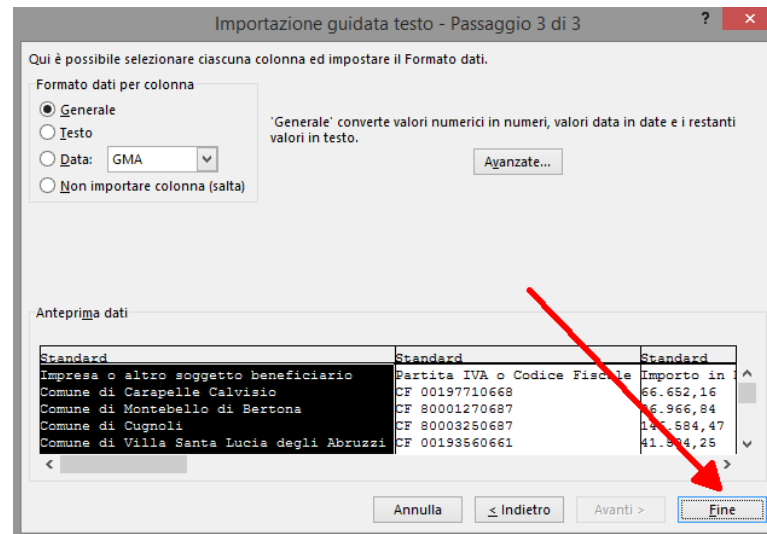 Importazione guidata testo - Passaggio 3 di 3
Qui è possibile selezionare ciascuna colonna ed impostare il Formato dati.
Formato dati per colonna
Generale
Testo
Data: GMA
Non importare colonna (salta)
'Generale' converte valori numerici in numeri, valori data in date e i restanti
valori in testo.
Avanzate...
Anteprima dati
Standard Standard Standard
Impresa o altro soggetto beneficiario Partita IVA o Codice Fiscale Importo in
Comune di Carapelle Calvisio CF 00197710668 66.652,16
Comune di Montebello di Bertona CF 80001270687
Comune di Cugnoli CF 80003250687
Comune di Villa Santa Lucia degli Abruzzi CF 00193560661
Annulla < Indietro Avanti > Fine